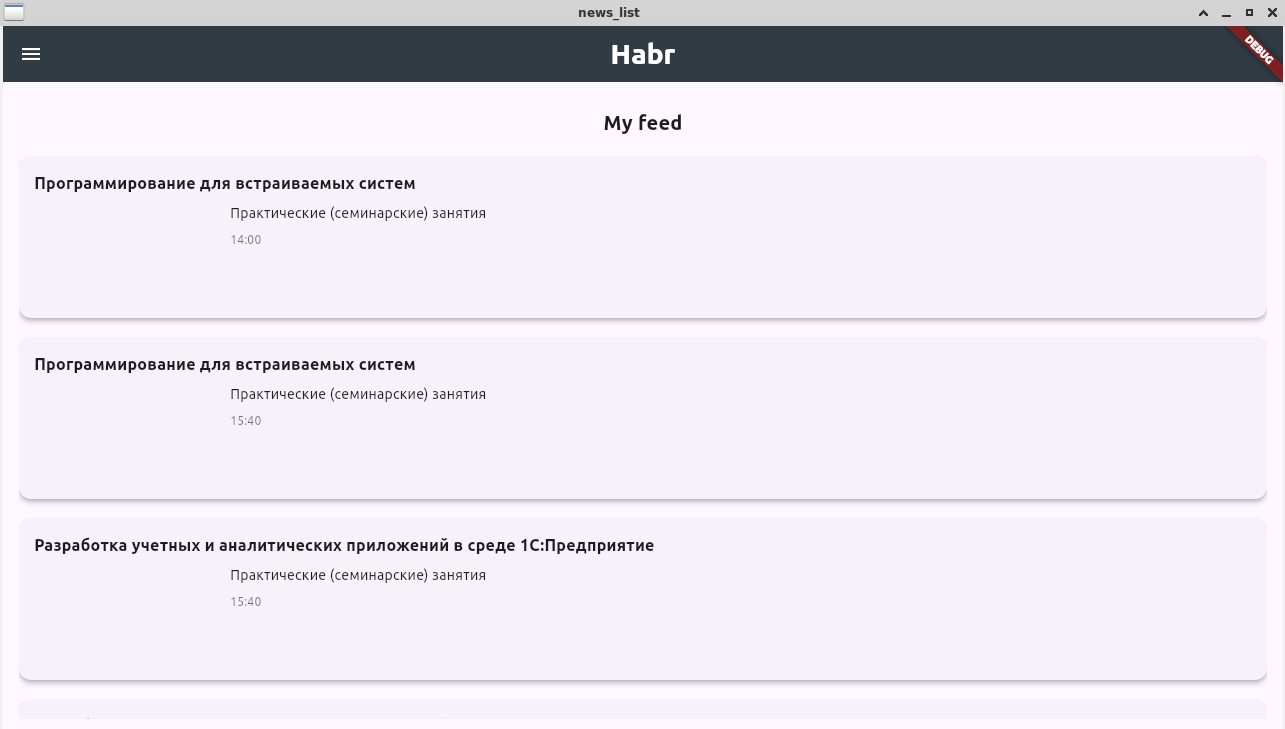 news_list
Habr
DEBUG
My feed
Программирование для встраиваемых систем
Практические (семинарские) занятия
14:00
Программирование для встраиваемых систем
Практические (семинарские) занятия
15:40
Разработка учетных и аналитических приложений в среде 1С:Предприятие
Практические (семинарские) занятия
15:40